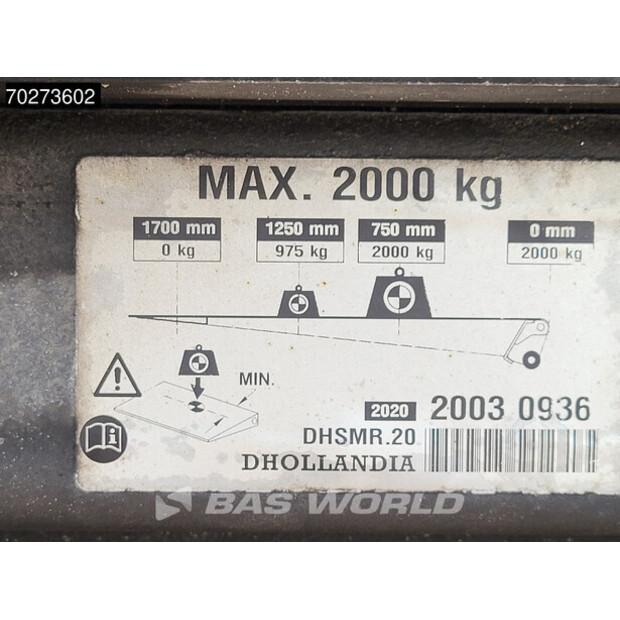 70273602
MAX. 2000 kg
1700 mm 1250 mm 750 mm 0 mm
0 kg 975 kg 2000 kg 2000 kg
MIN.
2020 2003 0936
DHSMR.20
DHOLLANDIA
BAS WORLD